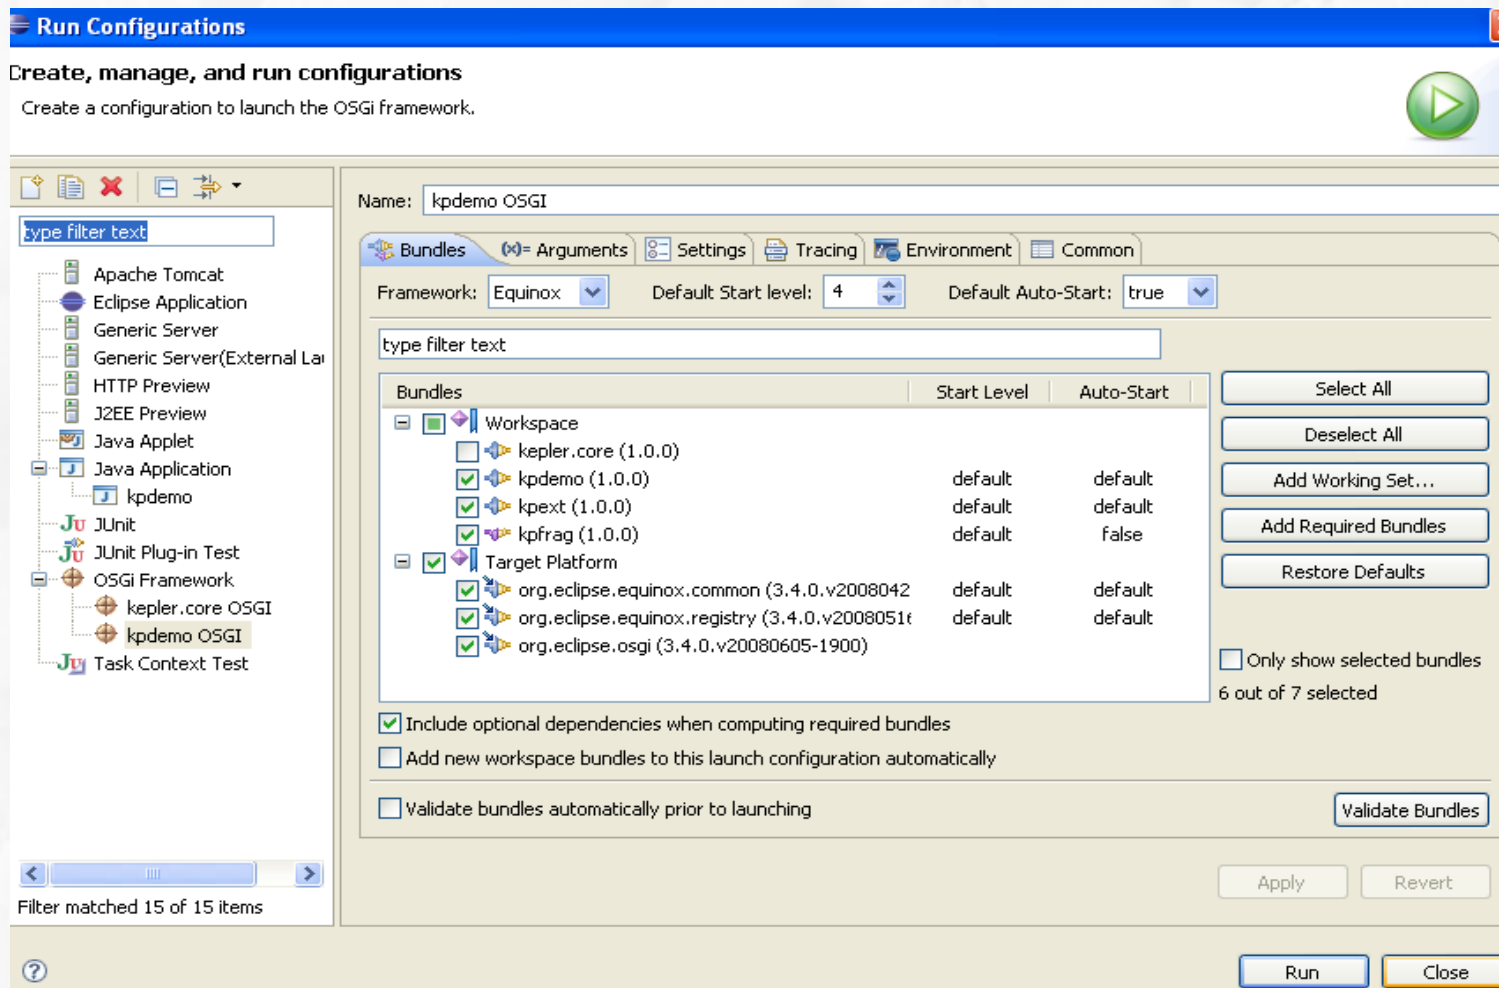 Run Configurations
Create, manage, and run configurations
Create a configuration to launch the OSGi framework.
type filter text
Apache Tomcat
Eclipse Application
Generic Server
Generic Server(External Lau
HTTP Preview
J2EE Preview
Java Applet
Java Application
kpdemo
JUnit
JUnit Plug-in Test
OSGi Framework
kepler.core OSGI
kpdemo OSGI
Task Context Test
Filter matched 15 of 15 items
Name: kpdemo OSGI
Bundles (x)= Arguments Settings Tracing Environment Common
Framework: Equinox Default Start level: 4 Default Auto-Start: true
type filter text
Bundles Start Level Auto-Start
Workspace
kepler.core (1.0.0)
kpdemo (1.0.0) default default
kpext (1.0.0) default default
kpfrag (1.0.0) default false
Target Platform
org.eclipse.equinox.common (3.4.0.v2008042 default default
org.eclipse.equinox.registry (3.4.0.v2008051 default default
org.eclipse.osgi (3.4.0.v20080605-1900)
Select All
Deselect All
Add Working Set...
Add Required Bundles
Restore Defaults
Only show selected bundles
6 out of 7 selected
Include optional dependencies when computing required bundles
Add new workspace bundles to this launch configuration automatically
Validate bundles automatically prior to launching
Validate Bundles
Apply Revert
Run Close